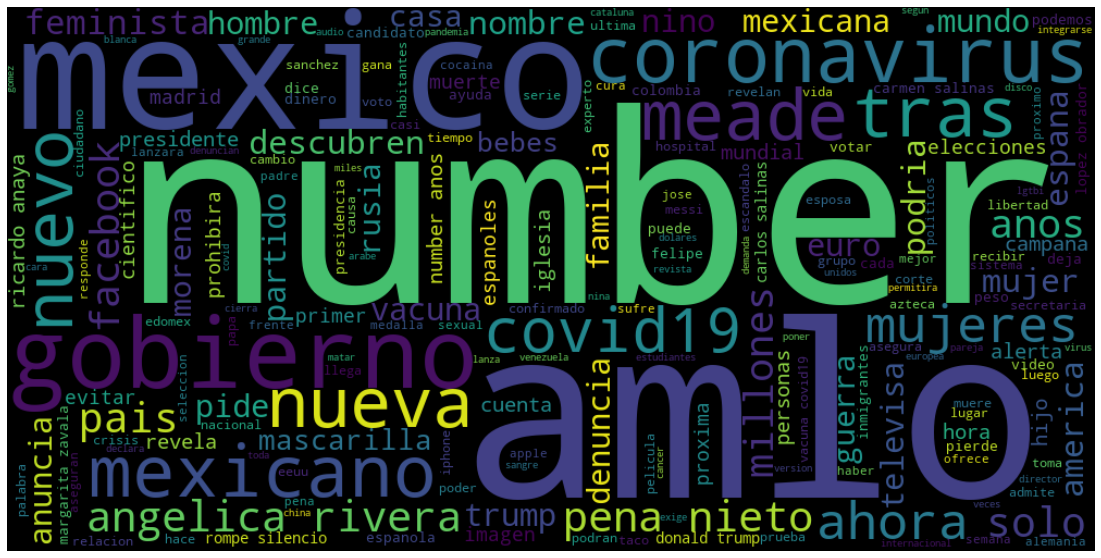 feminista
hombre
nombre
casa
candidato
pandemia
ultima
cataluna
segun
nino
mexicana
mundo
podemos
integrarse
gomez
blanca
grande
audio
mexico
coronavirus
sanchez
gana
dice
dinero
voto
habitantes
cocaina
muerte
ayuda
serie
experto
cura
colombia
revelan
vida
carmen salinas
disco
proximo
lopez obrador
madrid
presidente
lanzara
denuncian
ciudadano
descubren
casi
tiempo
bebes
hospital
meade
mundial
tras
votar
elecciones
espana
nuevo
facebook
cientifico
ricardo anaya
responde
cara
covid
number
cambio
padre
miles
prohibira
morena
partido
presidencia
causa
arabe
rusia
number anos
espanoles
iglesia
puede
jose
messi
felipe
dolares
revista
familia
escandalo
demanda
carlos salinas
esposa
euro
grupo
unidos
cada
podria
mejor
corte
politicos
permitira
azteca
anos
libertad
lgtbi
campana
recibir
deja
sistema
peso
mujer
secretaria
edomex
cierra
papa
frente
primer
medalla
vacuna
sexual
confirmado
nina
sufre
gobierno
matar
llega
lanza
venezuela
covid19
estudiantes
millones
poner
mujeres
asegura
europea
pareja
alerta
virus
video
luego
evitar
seleccion
pais
pide
nacional
nueva
cuenta
amlo
denuncia
proxima
personas
vacuna covid19
guerra
inmigrantes
televisa
muere
lugar
hora
pierde
ofrece
hijo
america
anuncia
crisis
revela
declara
aseguran
margarita zavala
palabra
mascarilla
toda
eeuu
mexicano
iphone
apple
sangre
poder
pelicula
cancer
version
haber
toma
admite
director
veces
angelica rivera
pena
china
trump
imagen
pena nieto
exige
ahora
solo
relacion
hace
rompe silencio
espanola
podran
taco
donald trump
prueba
internacional
semana
alemania